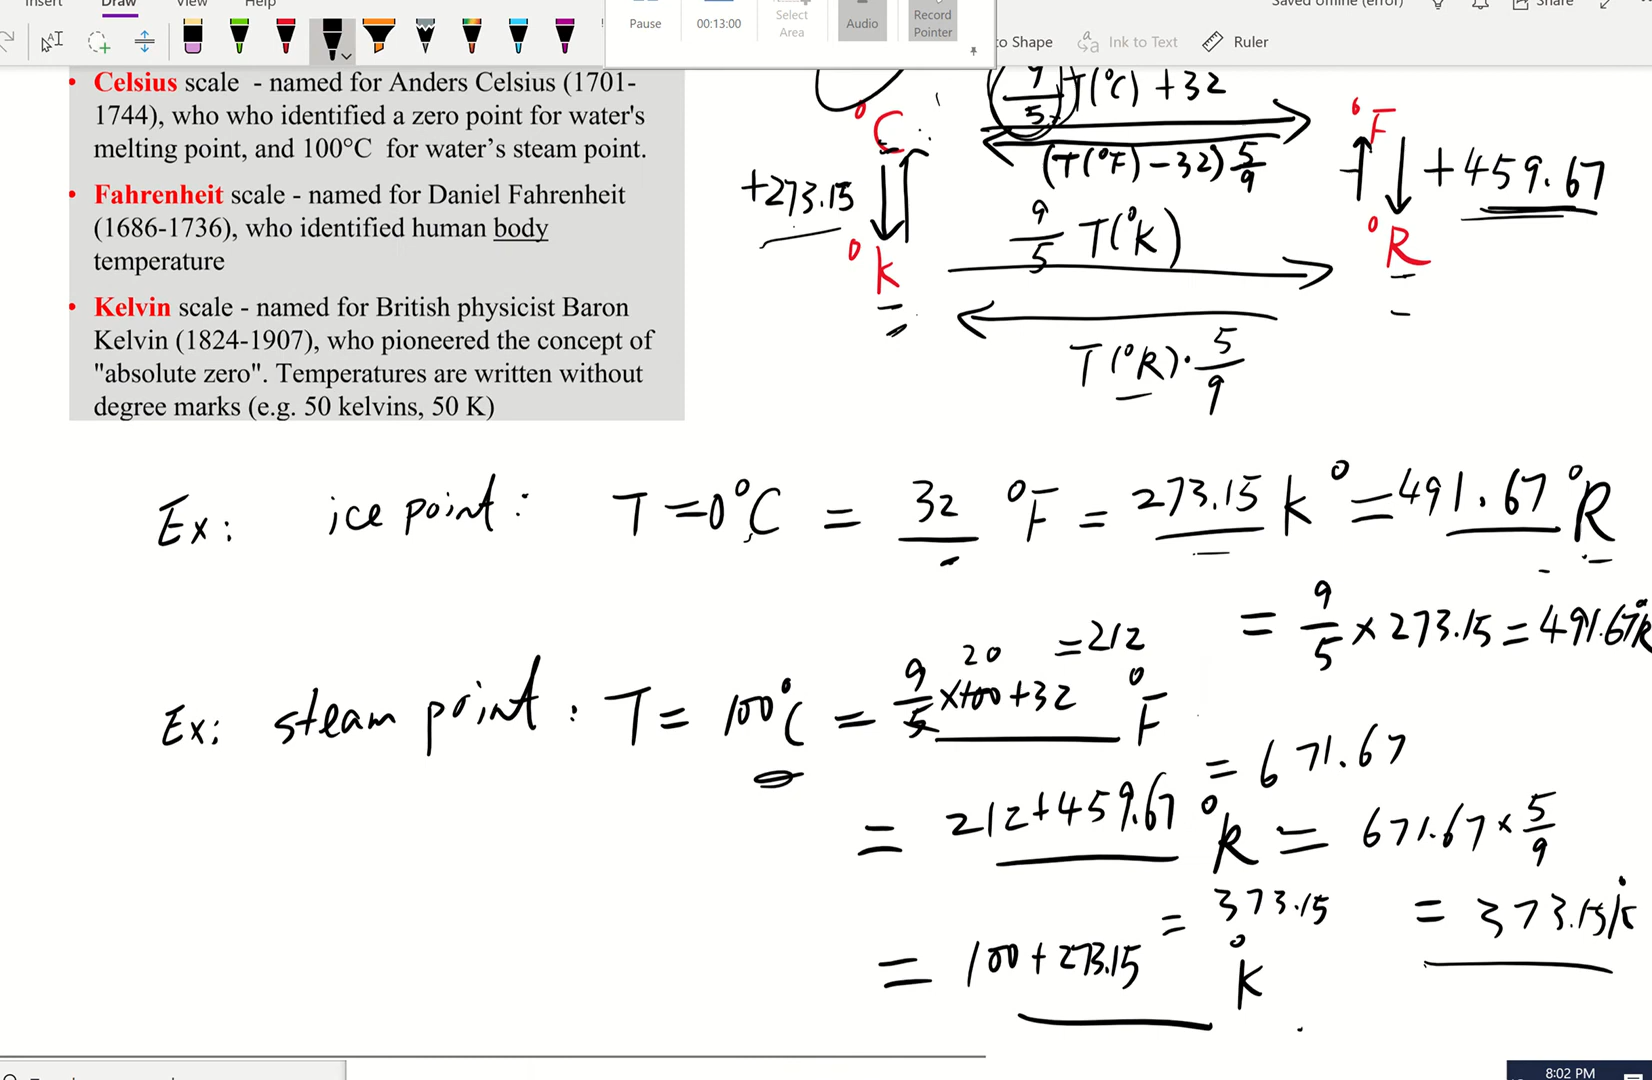 Insert Draw View Help
Pause 00:13:00 Select Area Audio Record Pointer
Saved offline (error) Share
to Shape Ink to Text Ruler
• Celsius scale - named for Anders Celsius (1701-
1744), who who identified a zero point for water's
melting point, and 100°C for water's steam point.
• Fahrenheit scale - named for Daniel Fahrenheit
(1686-1736), who identified human body
temperature
• Kelvin scale - named for British physicist Baron
Kelvin (1824-1907), who pioneered the concept of
"absolute zero". Temperatures are written without
degree marks (e.g. 50 kelvins, 50 K)
(9/5)T(°C) + 32
°C °F
(T(°F) - 32) 5/9
+273.15 + 459.67
9/5 T(°K)
°K °R
T(°R) · 5/9
Ex: ice point: T = 0°C = 32 °F = 273.15 K° = 491.67 °R
= 9/5 × 273.15 = 491.67°R
20 = 212
Ex: steam point: T = 100°C = 9/5 × 100 + 32 °F
= 671.67
= 212 + 459.67 °R = 671.67 × 5/9
= 373.15 = 373.15 °K
= 100 + 273.15 °K
8:02 PM